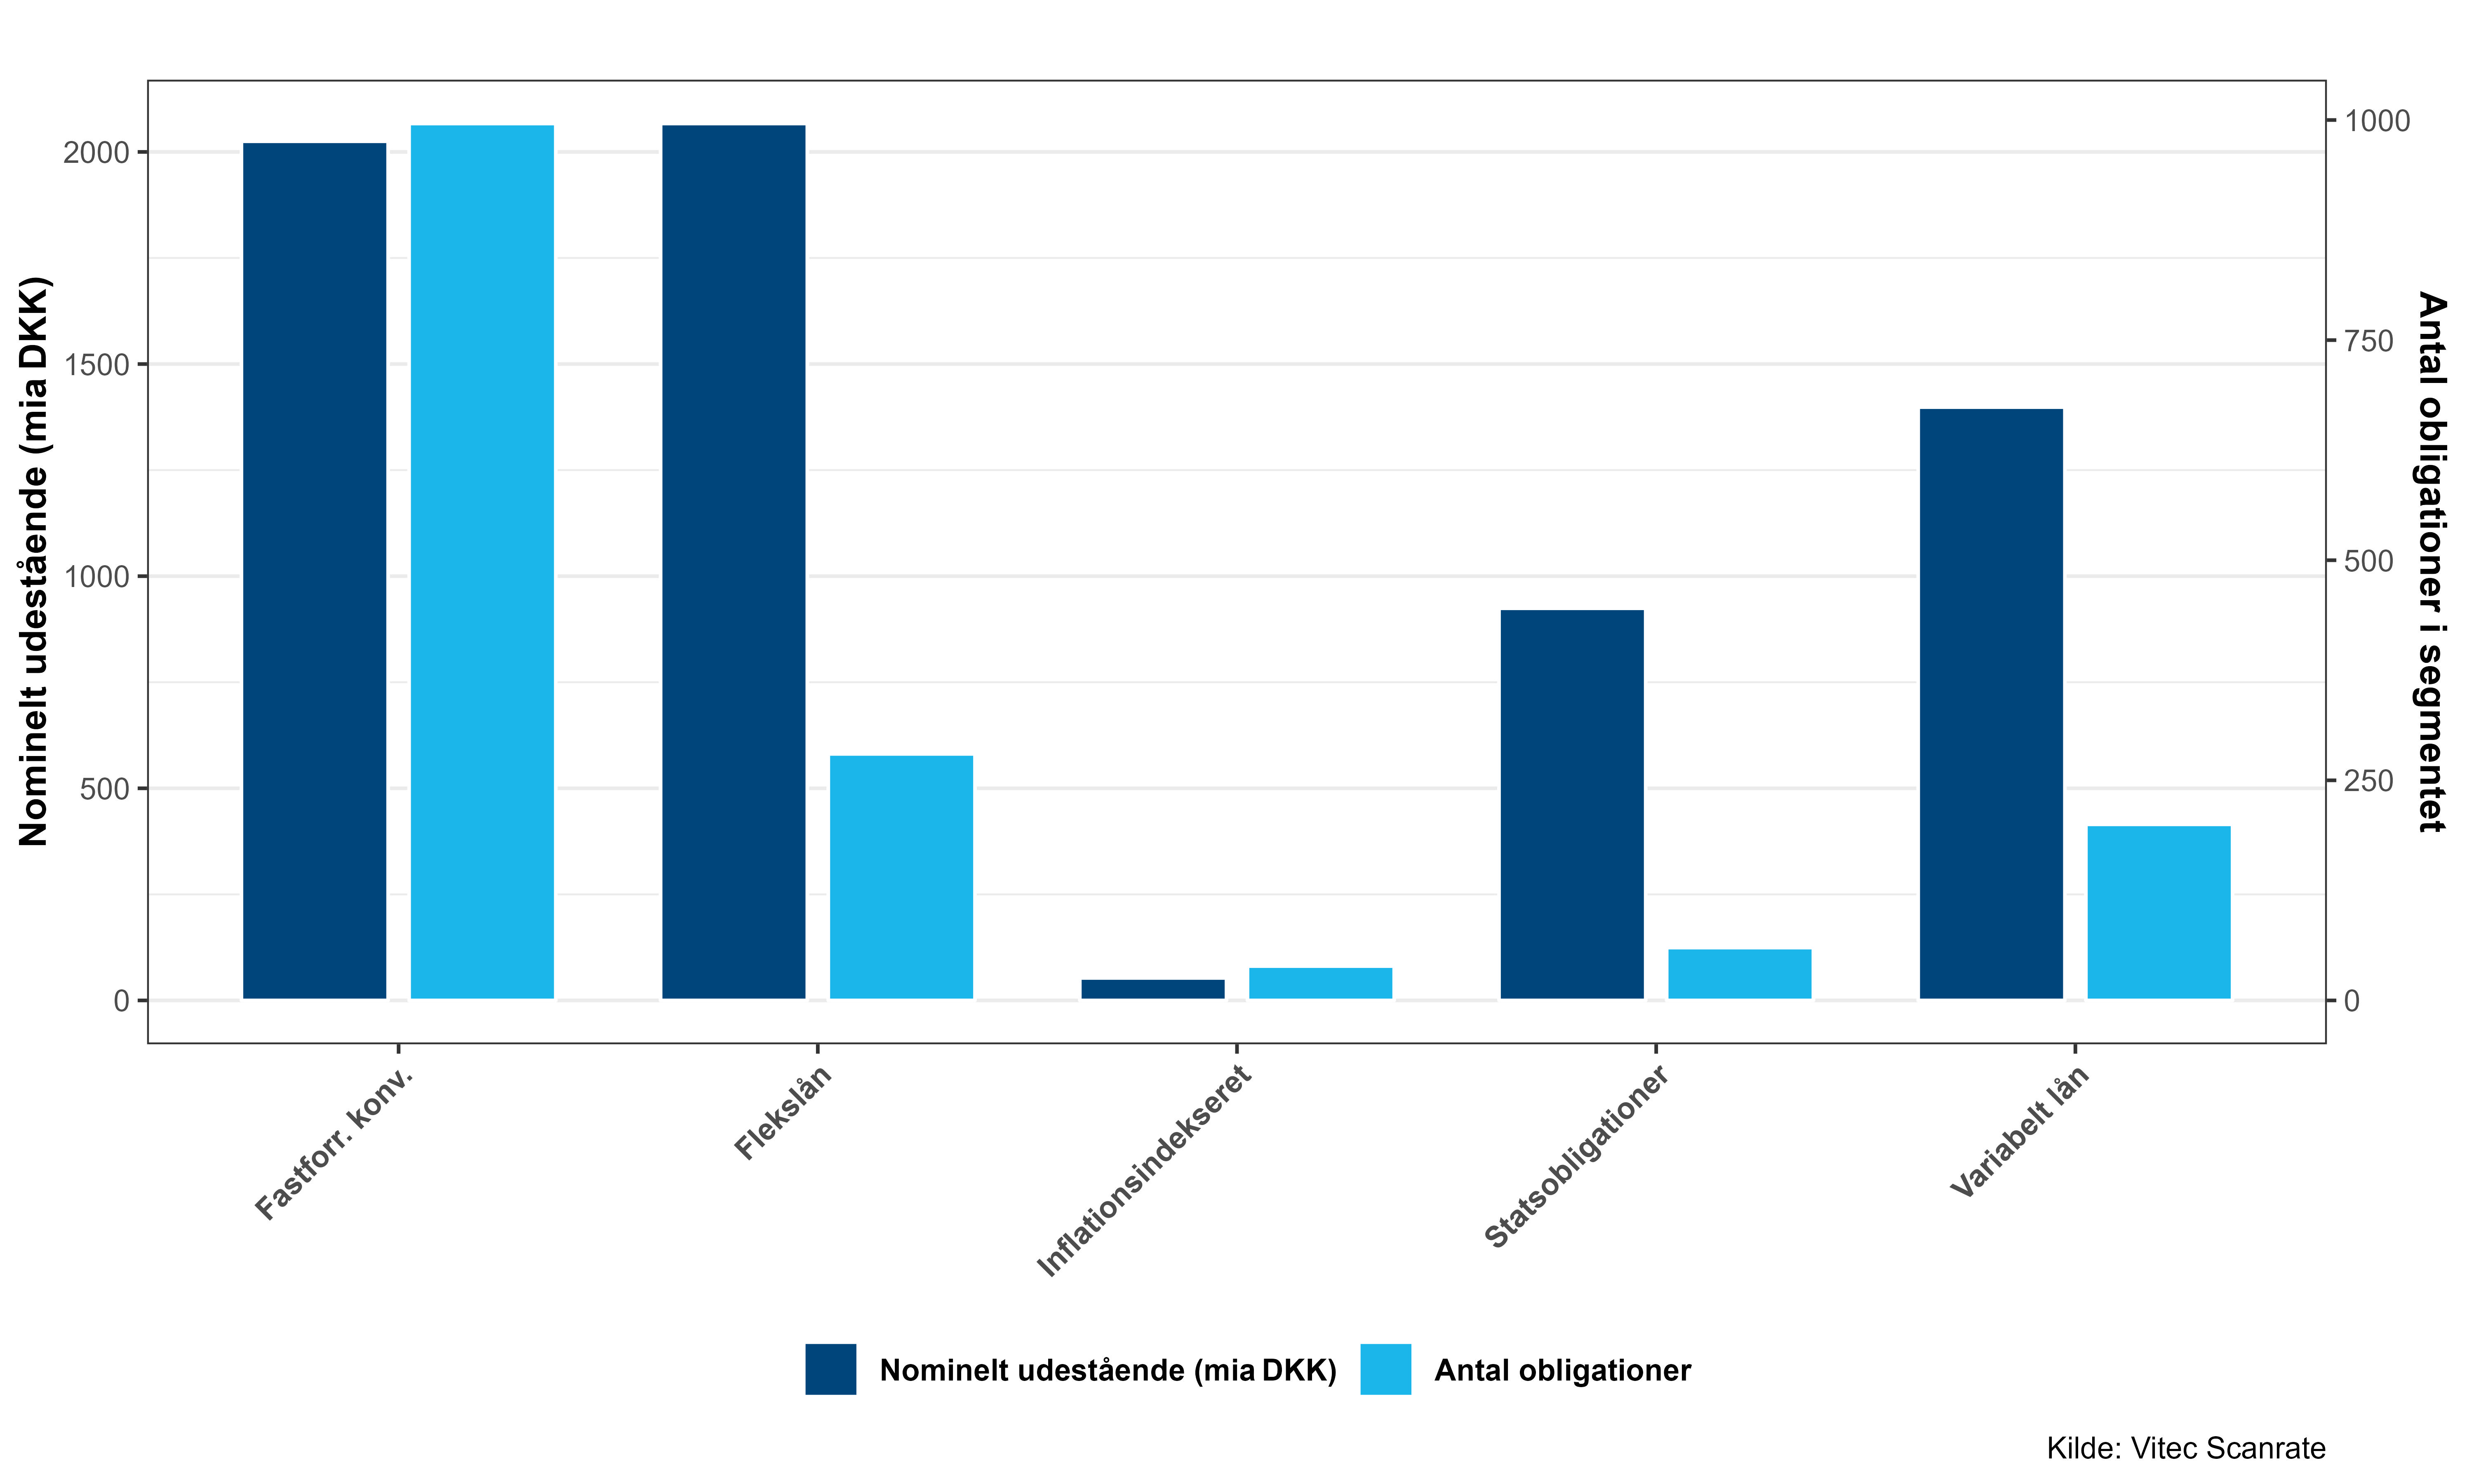 Nominelt udestående (mia DKK)
2000
1500
1000
500
0
1000
750
500
250
0
Antal obligationer i segmentet
Fastforr. konv.
Flekslån
Inflationsindekseret
Statsobligationer
Variabelt lån
Nominelt udestående (mia DKK)
Antal obligationer
Kilde: Vitec Scanrate